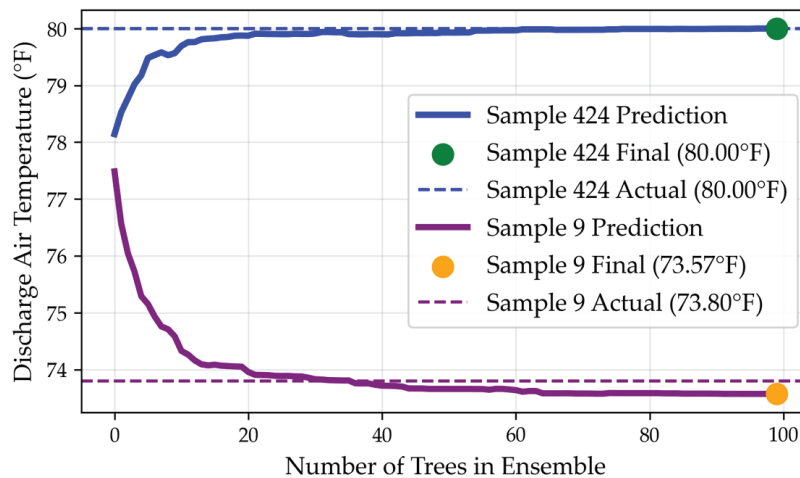 80
79
78
77
76
75
74
Discharge Air Temperature (°F)
Sample 424 Prediction
Sample 424 Final (80.00°F)
Sample 424 Actual (80.00°F)
Sample 9 Prediction
Sample 9 Final (73.57°F)
Sample 9 Actual (73.80°F)
0 20 40 60 80 100
Number of Trees in Ensemble